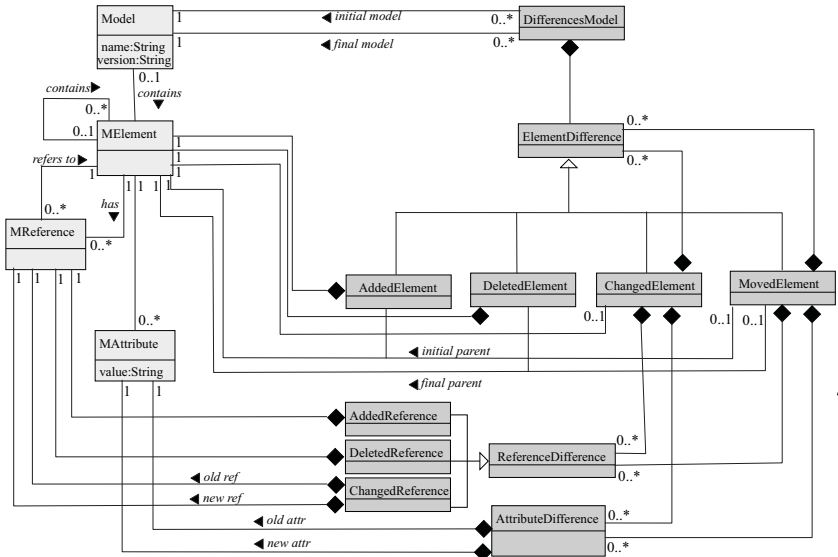 Model
1
initial model
0..*
DifferencesModel
name:String
version:String
1
final model
0..*
0..1
contains
contains
0..*
0..1
MElement
1
1
1
ElementDifference
0..*
0..*
refers to
1
1
1
1
1
has
0..*
MReference
0..*
1
1
1
1
AddedElement
DeletedElement
ChangedElement
MovedElement
0..1
0..1
0..1
0..*
MAttribute
value:String
initial parent
final parent
1
1
AddedReference
DeletedReference
ChangedReference
ReferenceDifference
0..*
0..*
old ref
new ref
old attr
new attr
AttributeDifference
0..*
0..*